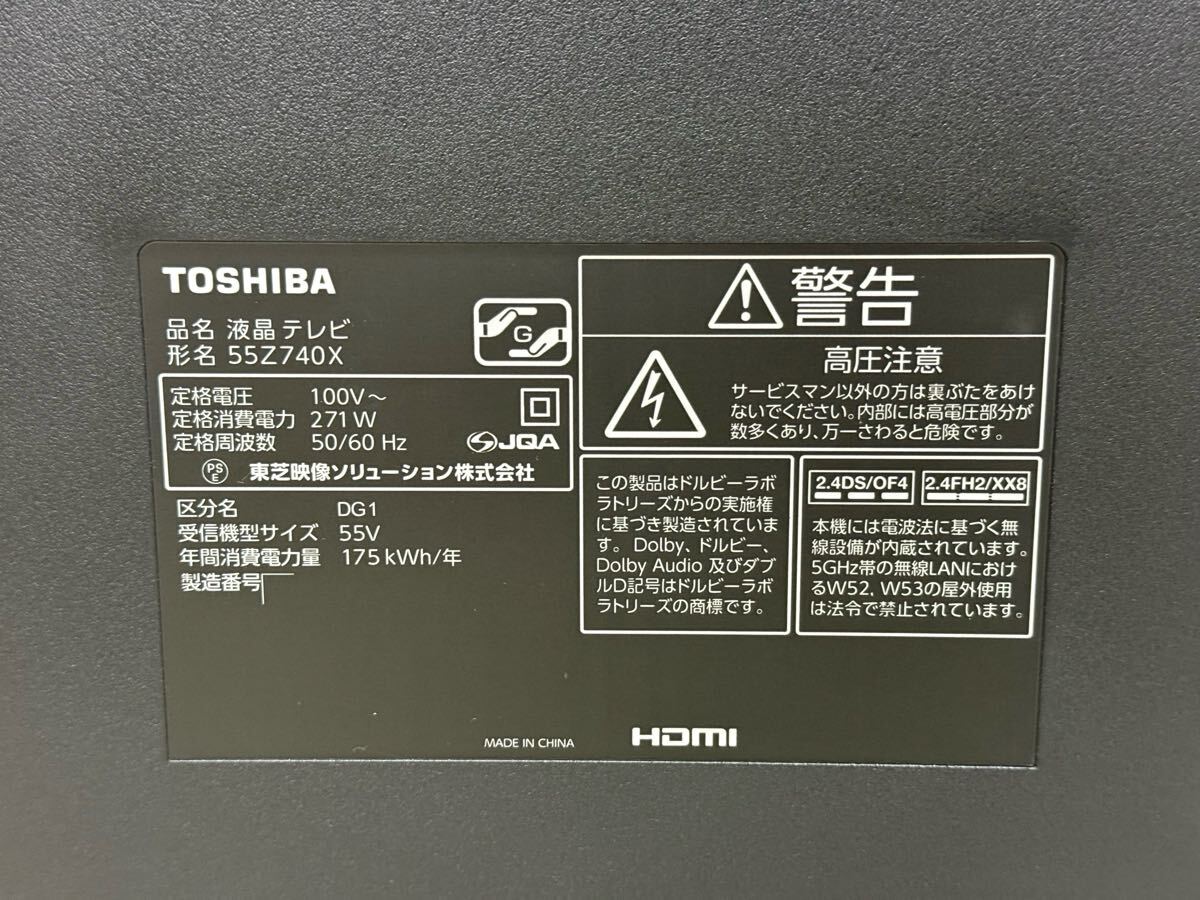 TOSHIBA
品名 液晶テレビ
形名 55Z740X
G
定格電圧 100V～
定格消費電力 271W
定格周波数 50/60 Hz
JQA
PSE 東芝映像ソリューション株式会社
区分名 DG1
受信機型サイズ 55V
年間消費電力量 175kWh/年
製造番号
警告
高圧注意
サービスマン以外の方は裏ぶたをあけ
ないでください。内部には高電圧部分が
数多くあり、万一さわると危険です。
この製品はドルビーラボ
ラトリーズからの実施権
に基づき製造されていま
す。Dolby、ドルビー、
Dolby Audio 及びダブ
ルD記号はドルビーラボ
ラトリーズの商標です。
2.4DS/OF4 2.4FH2/XX8
本機には電波法に基づく無
線設備が内蔵されています。
5GHz帯の無線LANにおけ
るW52, W53の屋外使用
は法令で禁止されています。
MADE IN CHINA
HDMI